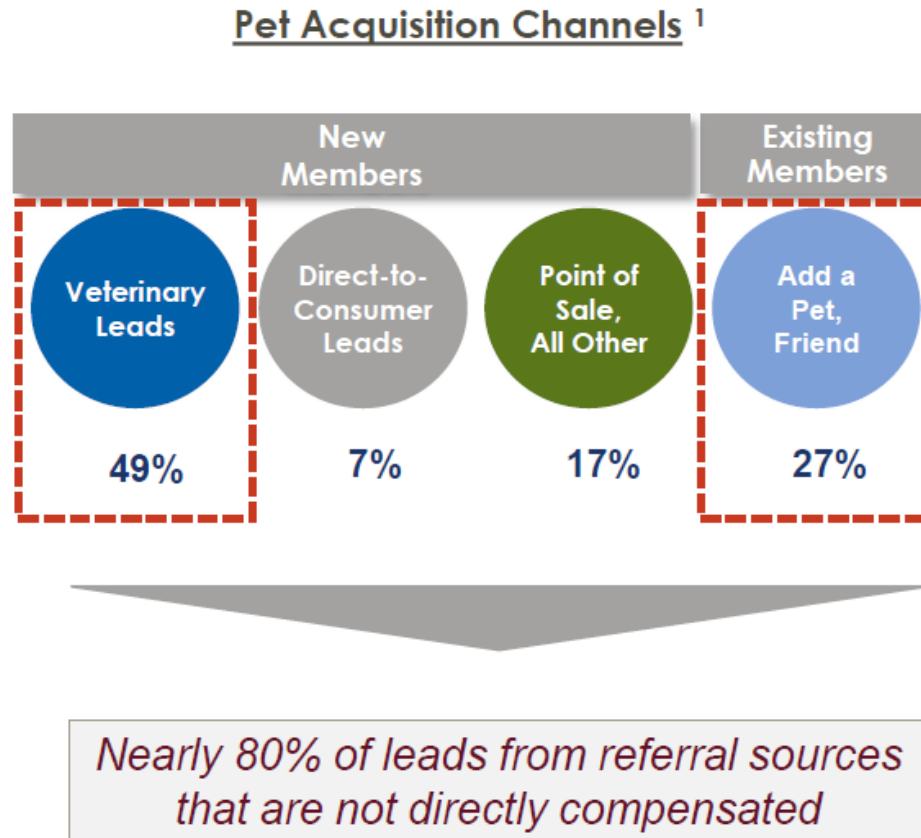 Pet Acquisition Channels 1
New
Members
Existing
Members
Veterinary
Leads
Direct-to-
Consumer
Leads
Point of
Sale,
All Other
Add a
Pet,
Friend
49%
7%
17%
27%
Nearly 80% of leads from referral sources
that are not directly compensated